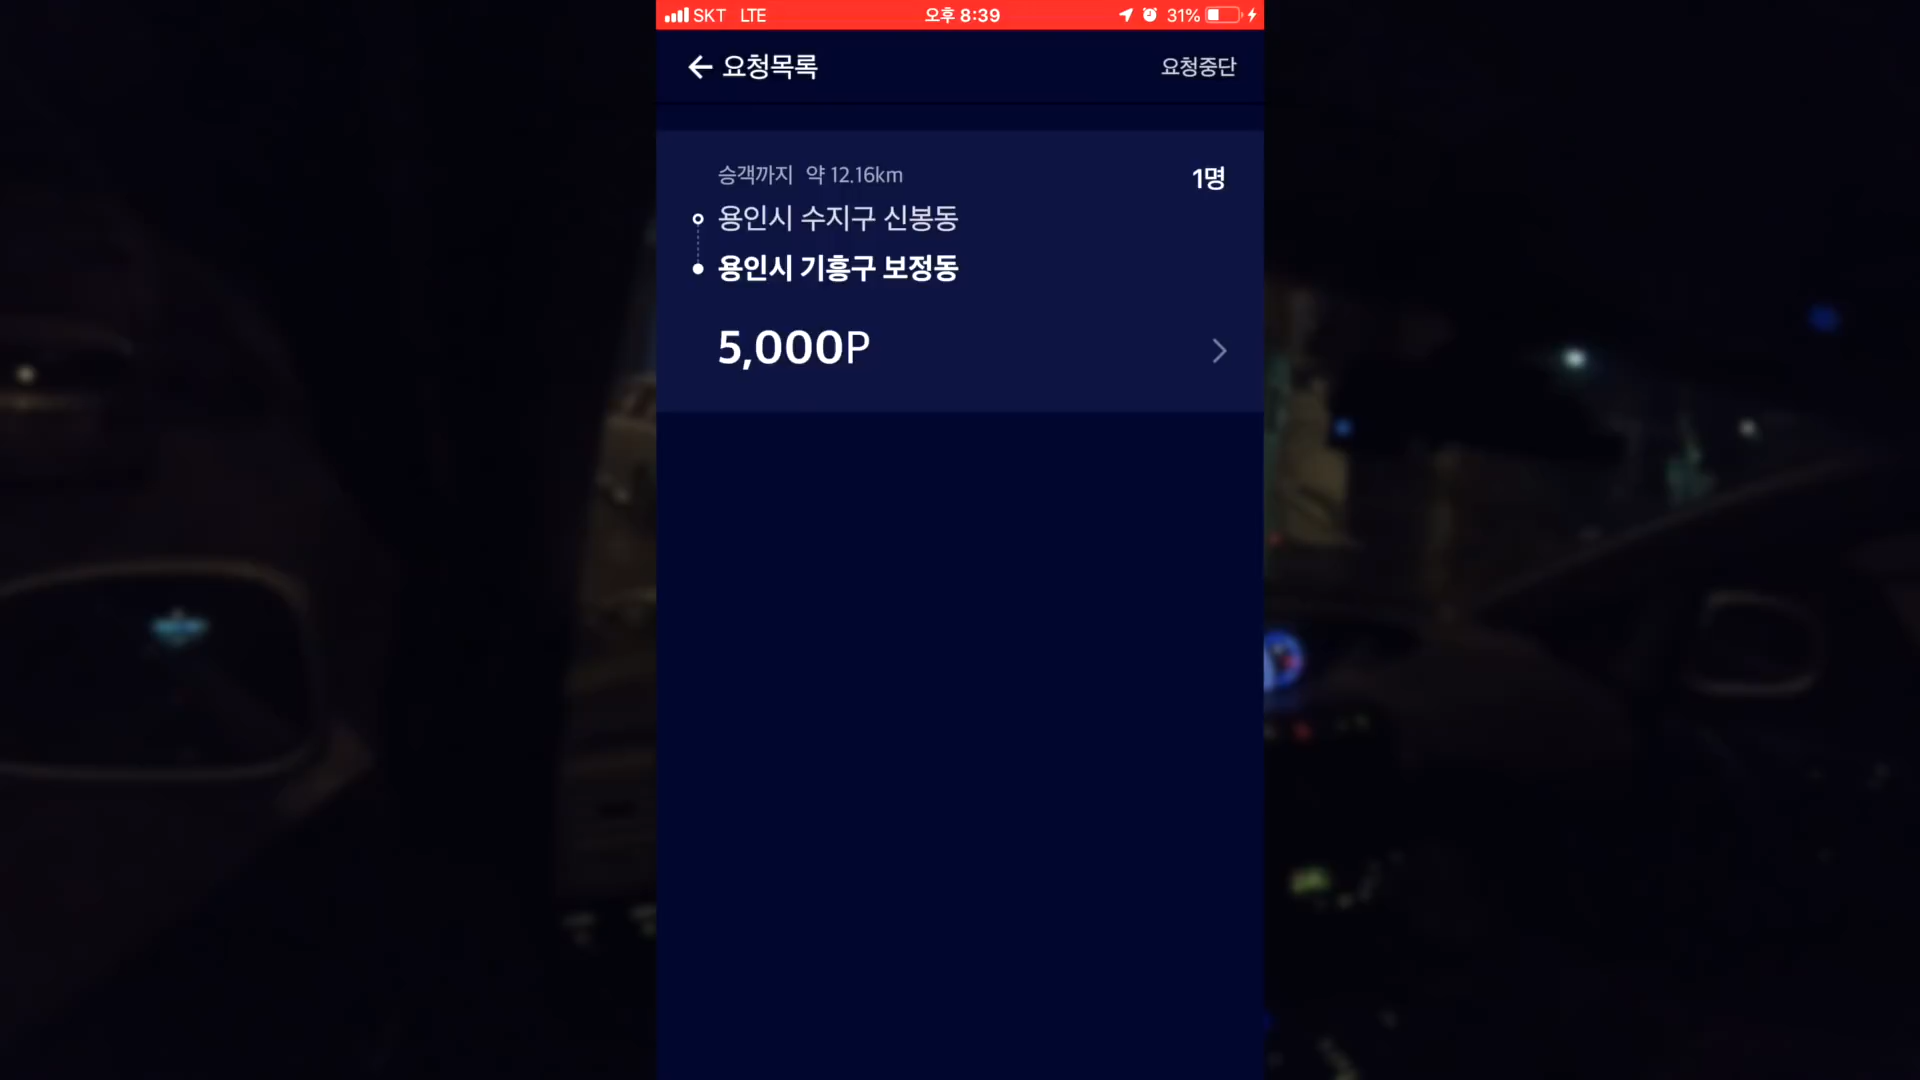 SKT LTE 오후 8:39 31%
요청목록 요청중단
승객까지 약 12.16km 1명
용인시 수지구 신봉동
용인시 기흥구 보정동
5,000P